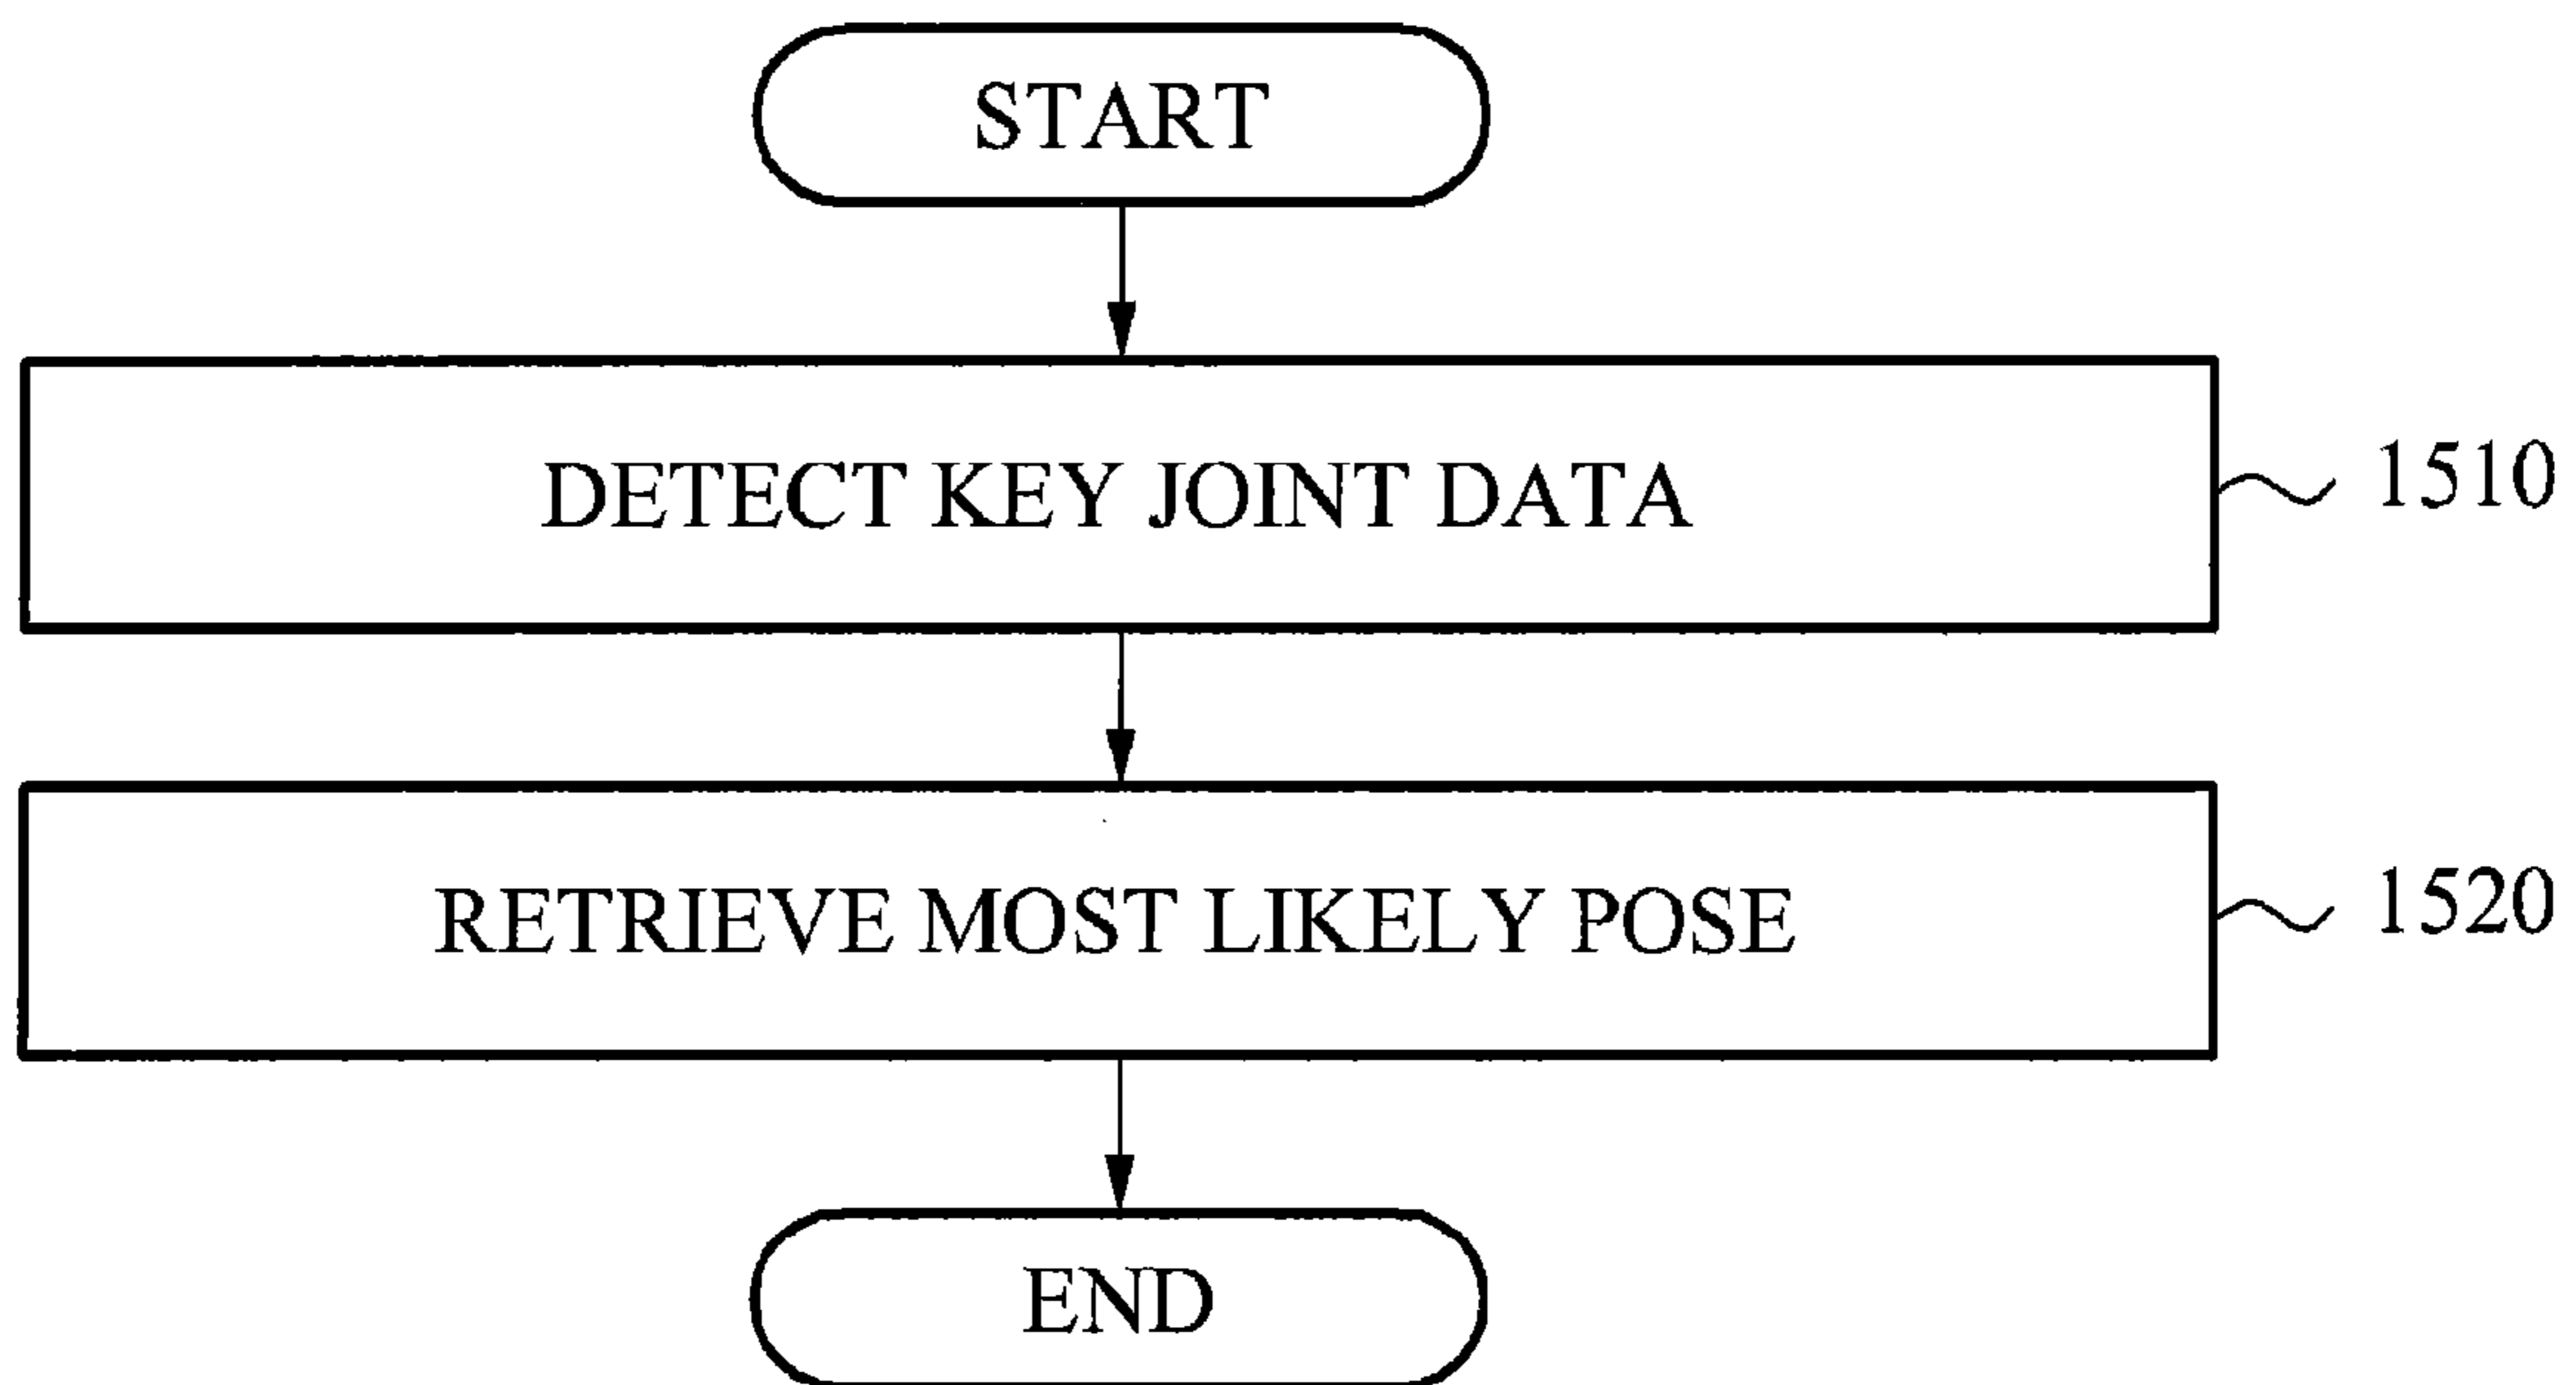 START
DETECT KEY JOINT DATA
1510
RETRIEVE MOST LIKELY POSE
1520
END